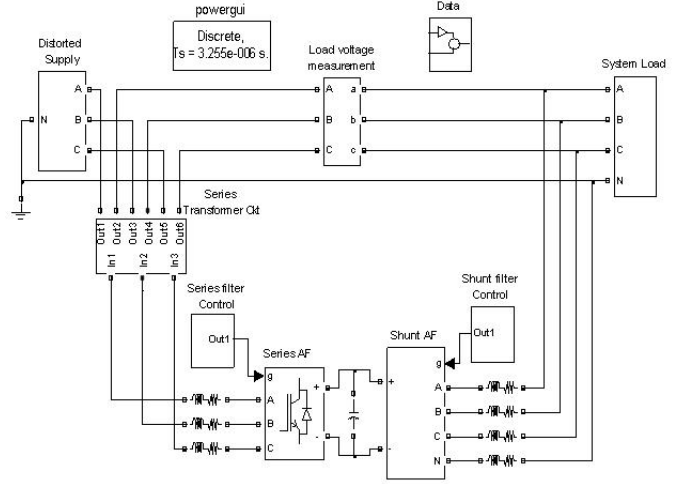 powergui
Discrete,
Ts = 3.255e-006 s.
Data
Distorted
Supply
Load voltage
measurement
System Load
A
N
B
C
A
a
B
b
C
c
A
B
C
N
Series
Transformer Ckt
Out1
Out2
Out3
Out4
Out5
Out6
In1
In2
In3
Series filter
Control
Out1
Shunt filter
Control
Out1
Series AF
g
A
B
C
+
-
Shunt AF
+
-
g
A
B
C
N